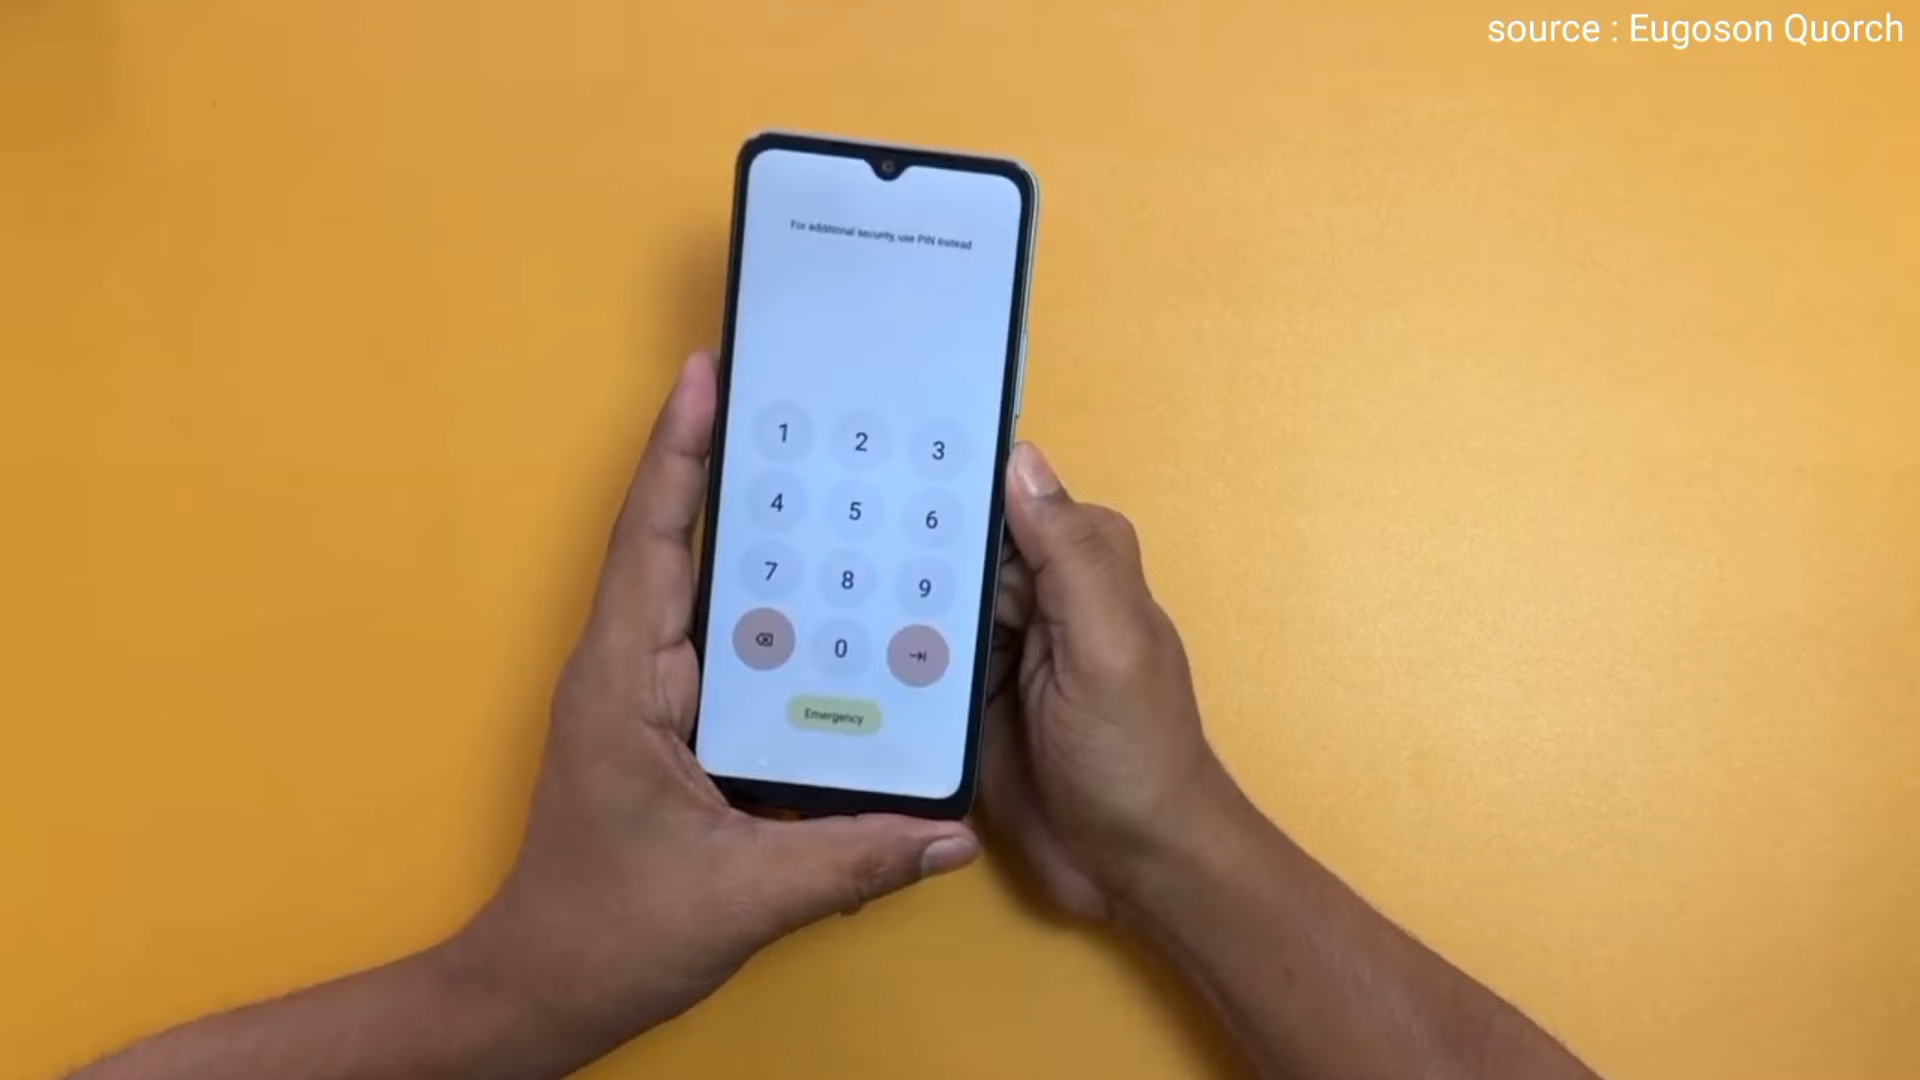 source : Eugoson Quorch
For additional security, use PIN instead
1 2 3
4 5 6
7 8 9
0
Emergency